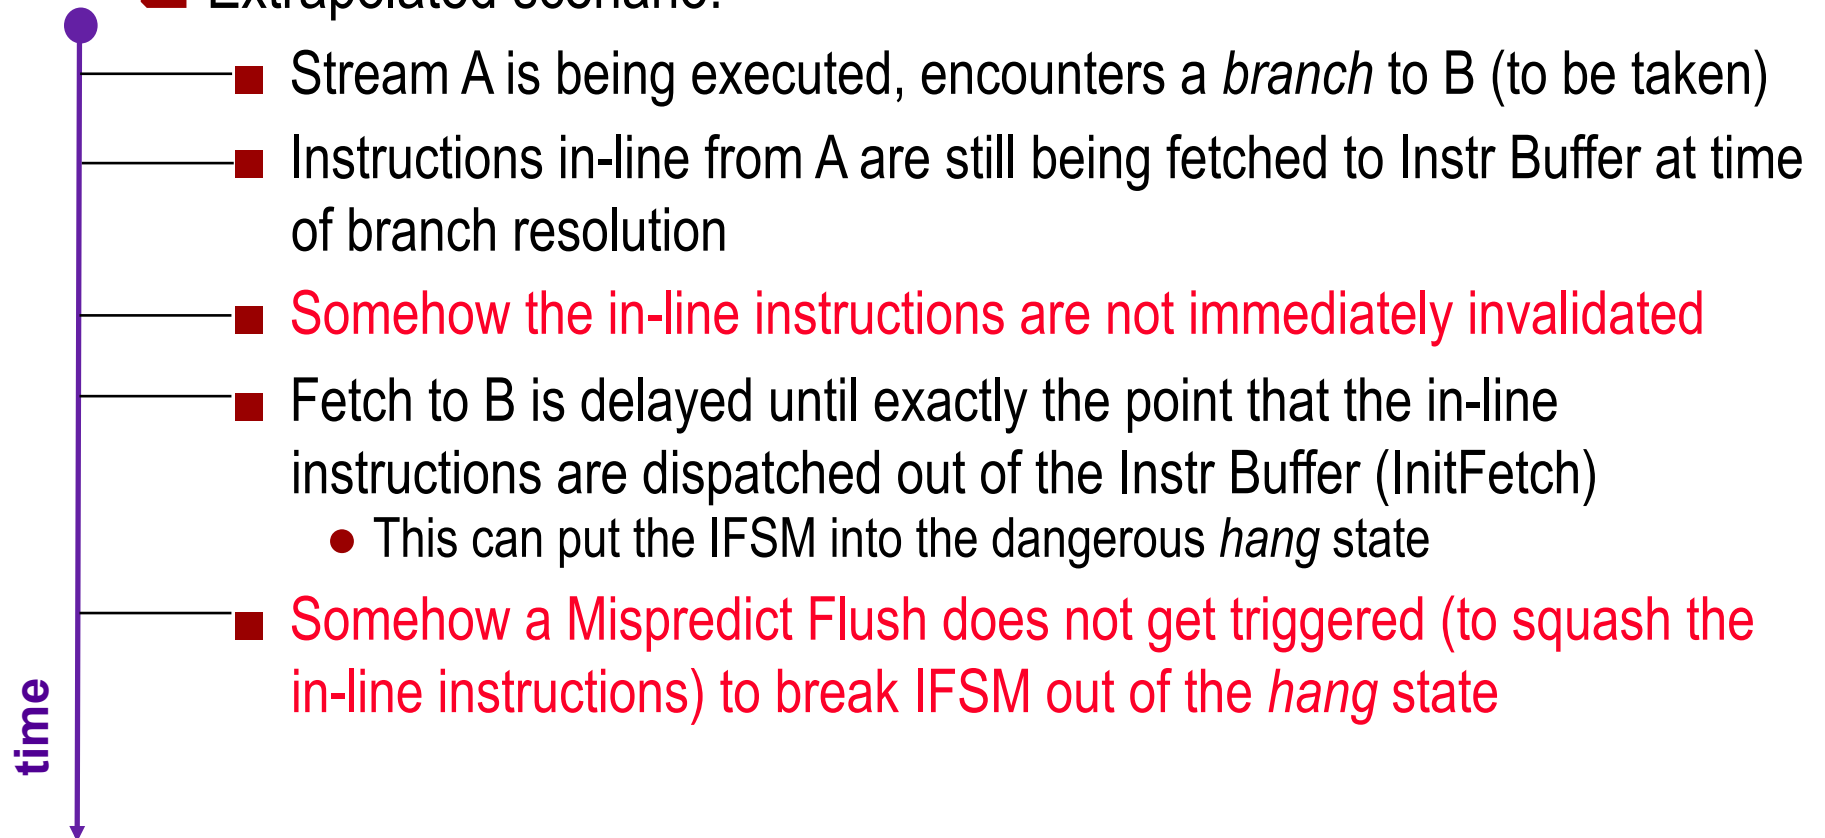 Extrapolated scenario:
Stream A is being executed, encounters a branch to B (to be taken)
Instructions in-line from A are still being fetched to Instr Buffer at time
of branch resolution
Somehow the in-line instructions are not immediately invalidated
Fetch to B is delayed until exactly the point that the in-line
instructions are dispatched out of the Instr Buffer (InitFetch)
This can put the IFSM into the dangerous hang state
Somehow a Mispredict Flush does not get triggered (to squash the
in-line instructions) to break IFSM out of the hang state
time